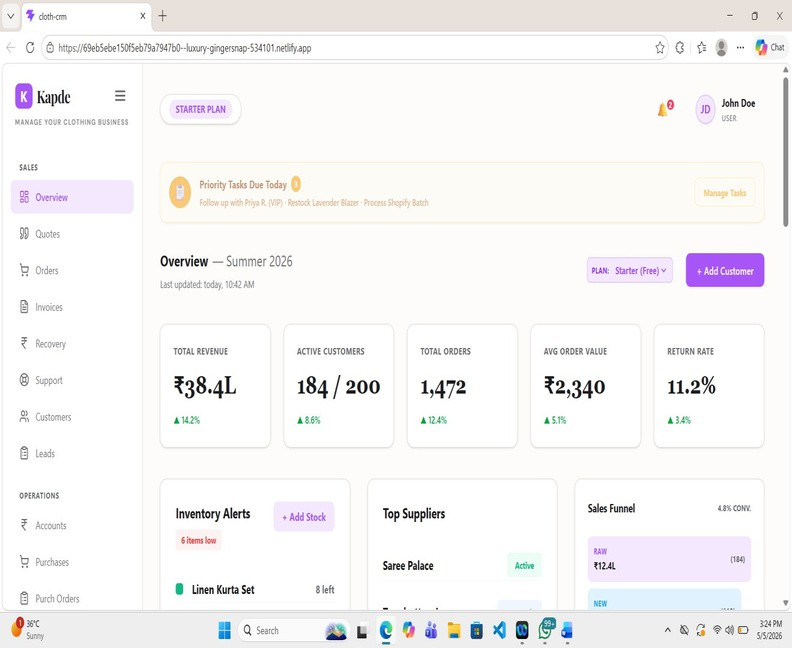 cloth-crm
https://69eb5ebe150f5eb79a7947b0--luxury-gingersnap-534101.netlify.app
Chat
K Kapde
MANAGE YOUR CLOTHING BUSINESS
SALES
Overview
Quotes
Orders
Invoices
Recovery
Support
Customers
Leads
OPERATIONS
Accounts
Purchases
Purch Orders
STARTER PLAN
2
JD
John Doe
USER
Priority Tasks Due Today
Follow up with Priya R. (VIP) · Restock Lavender Blazer · Process Shopify Batch
Manage Tasks
Overview — Summer 2026
Last updated: today, 10:42 AM
PLAN: Starter (Free)
+ Add Customer
TOTAL REVENUE
₹38.4L
▲ 14.2%
ACTIVE CUSTOMERS
184 / 200
▲ 8.6%
TOTAL ORDERS
1,472
▲ 12.4%
AVG ORDER VALUE
₹2,340
▲ 5.1%
RETURN RATE
11.2%
▲ 3.4%
Inventory Alerts
+ Add Stock
6 items low
Linen Kurta Set
8 left
Top Suppliers
Saree Palace
Active
Sales Funnel
4.8% CONV.
RAW
₹12.4L
(184)
NEW
1
36°C
Sunny
Search
99+
3:24 PM
5/5/2026